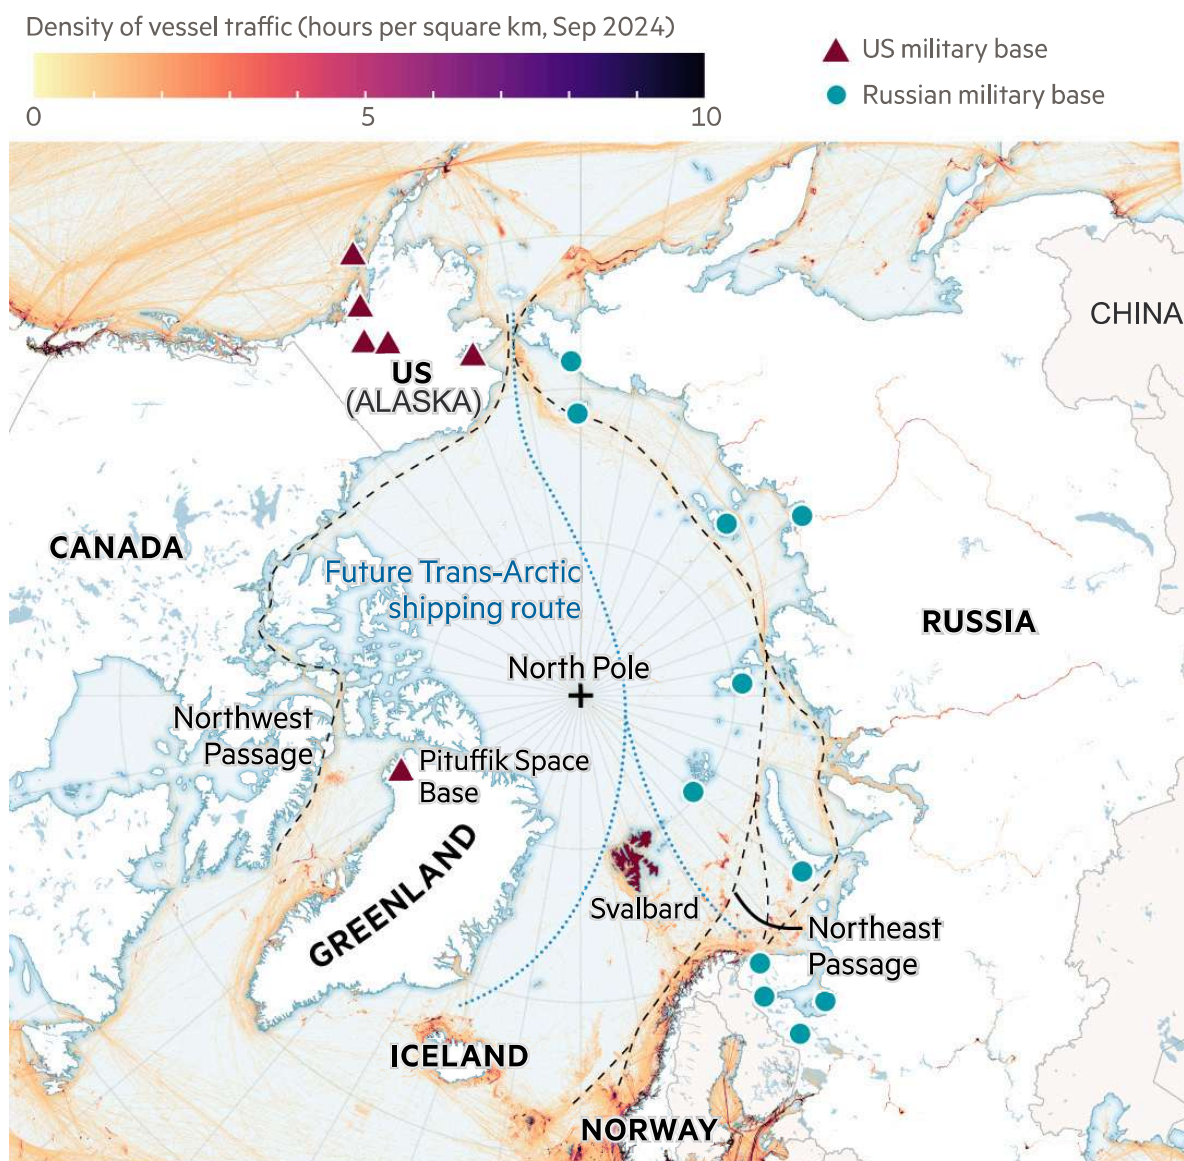 Density of vessel traffic (hours per square km, Sep 2024)
0
5
10
US military base
Russian military base
CHINA
US
(ALASKA)
CANADA
Future Trans-Arctic
shipping route
RUSSIA
North Pole
Northwest
Passage
Pituffik Space
Base
GREENLAND
Svalbard
Northeast
Passage
ICELAND
NORWAY